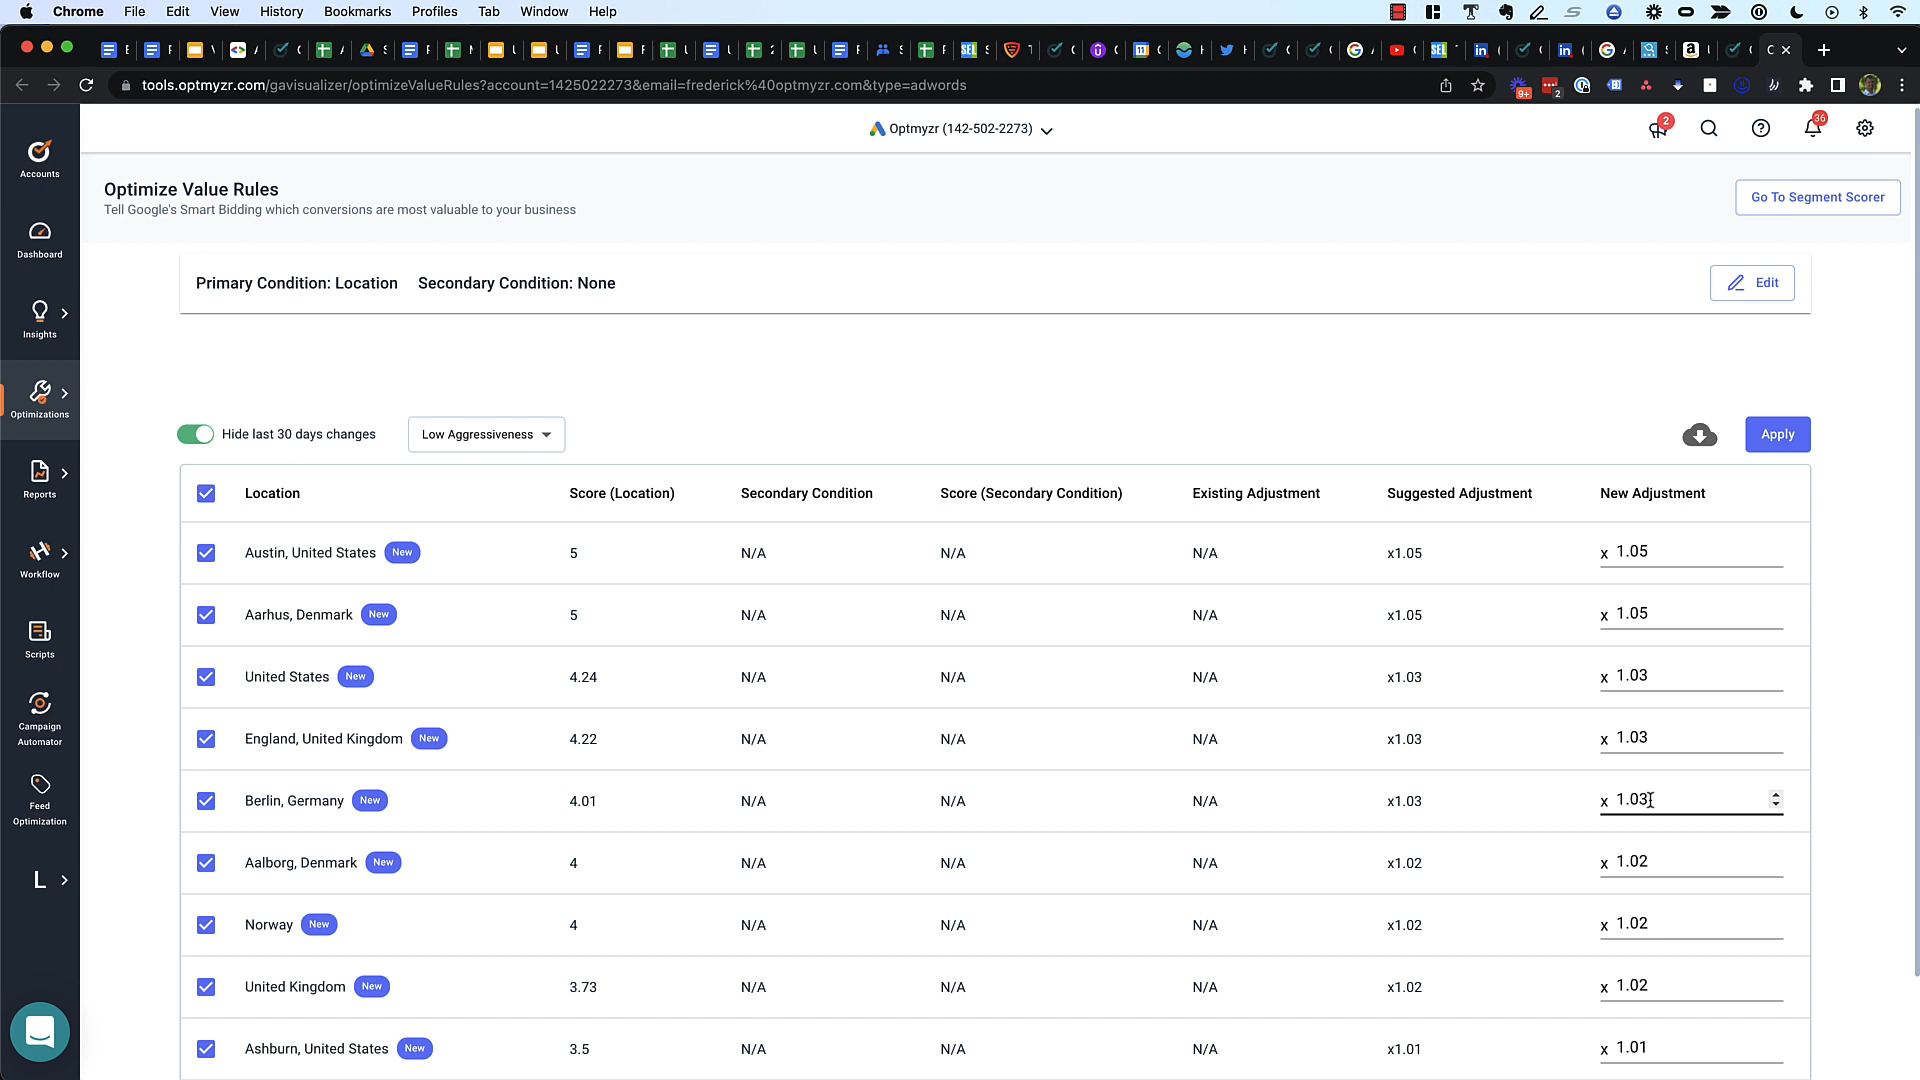 Chrome File Edit View History Bookmarks Profiles Tab Window Help
tools.optmyzr.com/gavisualizer/optimizeValueRules?account=1425022273&email=frederick%40optmyzr.com&type=adwords
9+
2
Optmyzr (142-502-2273)
2
36
Accounts
Dashboard
Insights
Optimizations
Reports
Workflow
Scripts
Campaign
Automator
Feed
Optimization
L
Optimize Value Rules
Tell Google's Smart Bidding which conversions are most valuable to your business
Go To Segment Scorer
Primary Condition: Location Secondary Condition: None
Edit
Hide last 30 days changes
Low Aggressiveness
Apply
Location Score (Location) Secondary Condition Score (Secondary Condition) Existing Adjustment Suggested Adjustment New Adjustment
Austin, United States New 5 N/A N/A N/A x1.05 x 1.05
Aarhus, Denmark New 5 N/A N/A N/A x1.05 x 1.05
United States New 4.24 N/A N/A N/A x1.03 x 1.03
England, United Kingdom New 4.22 N/A N/A N/A x1.03 x 1.03
Berlin, Germany New 4.01 N/A N/A N/A x1.03 x 1.03
Aalborg, Denmark New 4 N/A N/A N/A x1.02 x 1.02
Norway New 4 N/A N/A N/A x1.02 x 1.02
United Kingdom New 3.73 N/A N/A N/A x1.02 x 1.02
Ashburn, United States New 3.5 N/A N/A N/A x1.01 x 1.01